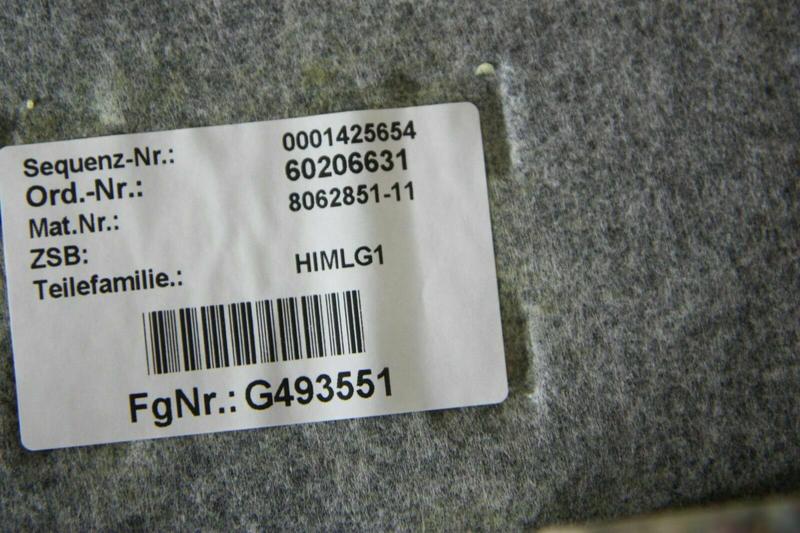 Sequenz-Nr.: 0001425654
Ord.-Nr.: 60206631
Mat.Nr.: 8062851-11
ZSB:
Teilefamilie.: HIMLG1
FgNr.: G493551